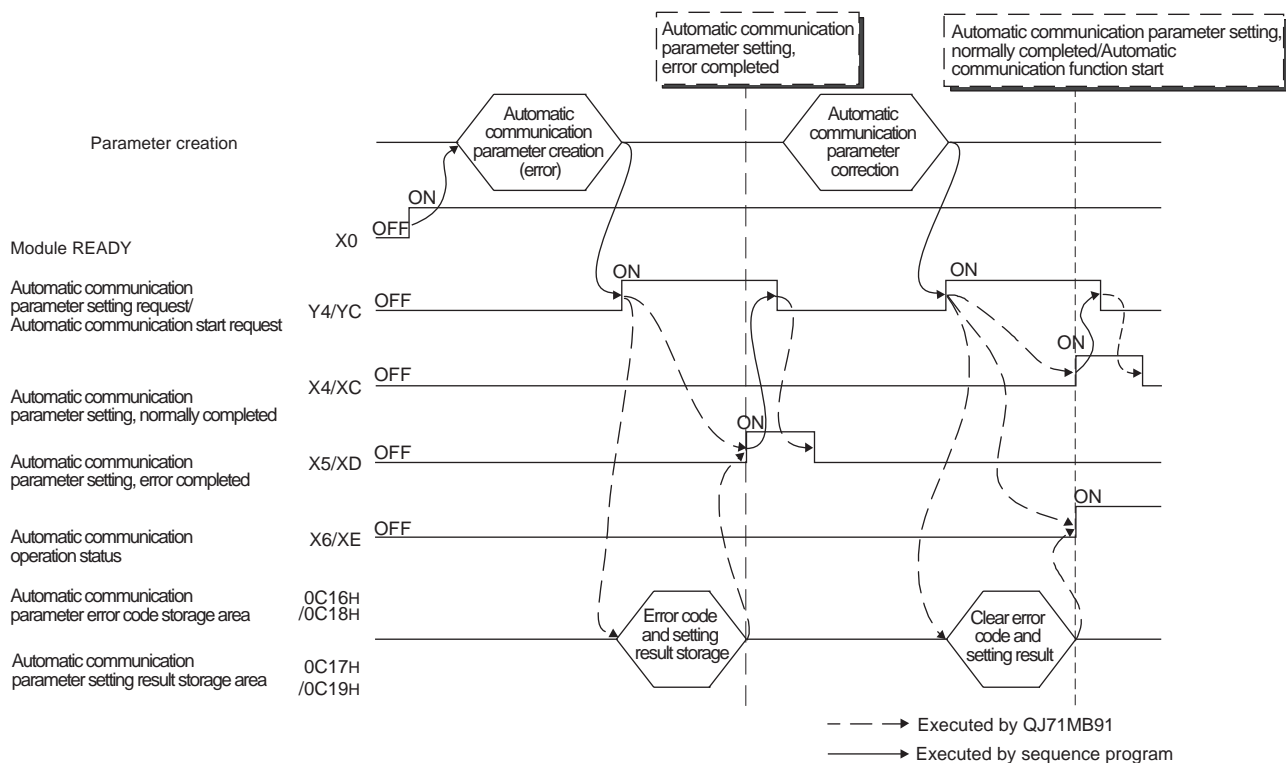 Automatic communication
parameter setting,
error completed
Automatic communication parameter setting,
normally completed/Automatic
communication function start
Parameter creation
Automatic
communication
parameter creation
(error)
Automatic
communication
parameter
correction
Module READY
X0
OFF
ON
Automatic communication
parameter setting request/
Automatic communication start request
Y4/YC
OFF
ON
ON
Automatic communication
parameter setting, normally completed
X4/XC
OFF
ON
Automatic communication
parameter setting, error completed
X5/XD
OFF
ON
Automatic communication
operation status
X6/XE
OFF
ON
Automatic communication
parameter error code storage area
0C16H
/0C18H
Error code
and setting
result storage
Clear error
code and
setting result
Automatic communication
parameter setting result storage area
0C17H
/0C19H
Executed by QJ71MB91
Executed by sequence program